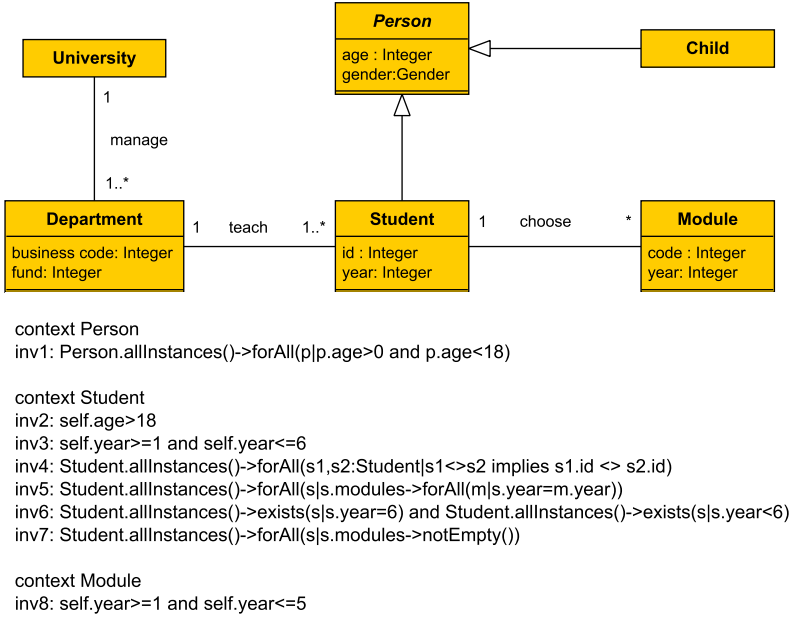 Person
age : Integer
gender:Gender
Child
University
1
manage
1..*
Department
business code: Integer
fund: Integer
1 teach 1..*
Student
id : Integer
year: Integer
1 choose *
Module
code : Integer
year: Integer
context Person
inv1: Person.allInstances()->forAll(p|p.age>0 and p.age<18)
context Student
inv2: self.age>18
inv3: self.year>=1 and self.year<=6
inv4: Student.allInstances()->forAll(s1,s2:Student|s1<>s2 implies s1.id <> s2.id)
inv5: Student.allInstances()->forAll(s|s.modules->forAll(m|s.year=m.year))
inv6: Student.allInstances()->exists(s|s.year=6) and Student.allInstances()->exists(s|s.year<6)
inv7: Student.allInstances()->forAll(s|s.modules->notEmpty())
context Module
inv8: self.year>=1 and self.year<=5